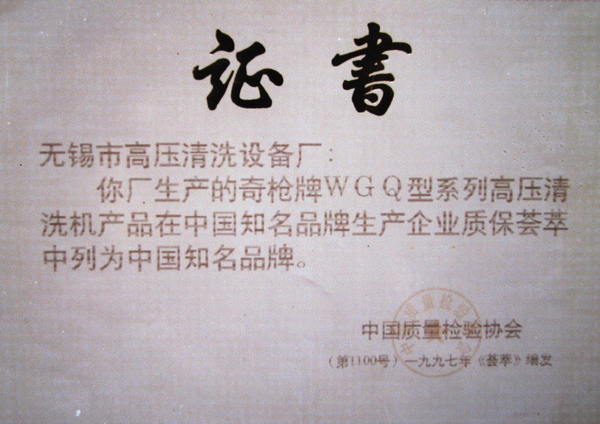 证書
无锡市高压清洗设备厂：
你厂生产的奇枪牌WGQ型系列高压清
洗机产品在中国知名品牌生产企业质保荟萃
中列为中国知名品牌。
中国质量检验协会
（第1100号）一九九七年《荟萃》增发